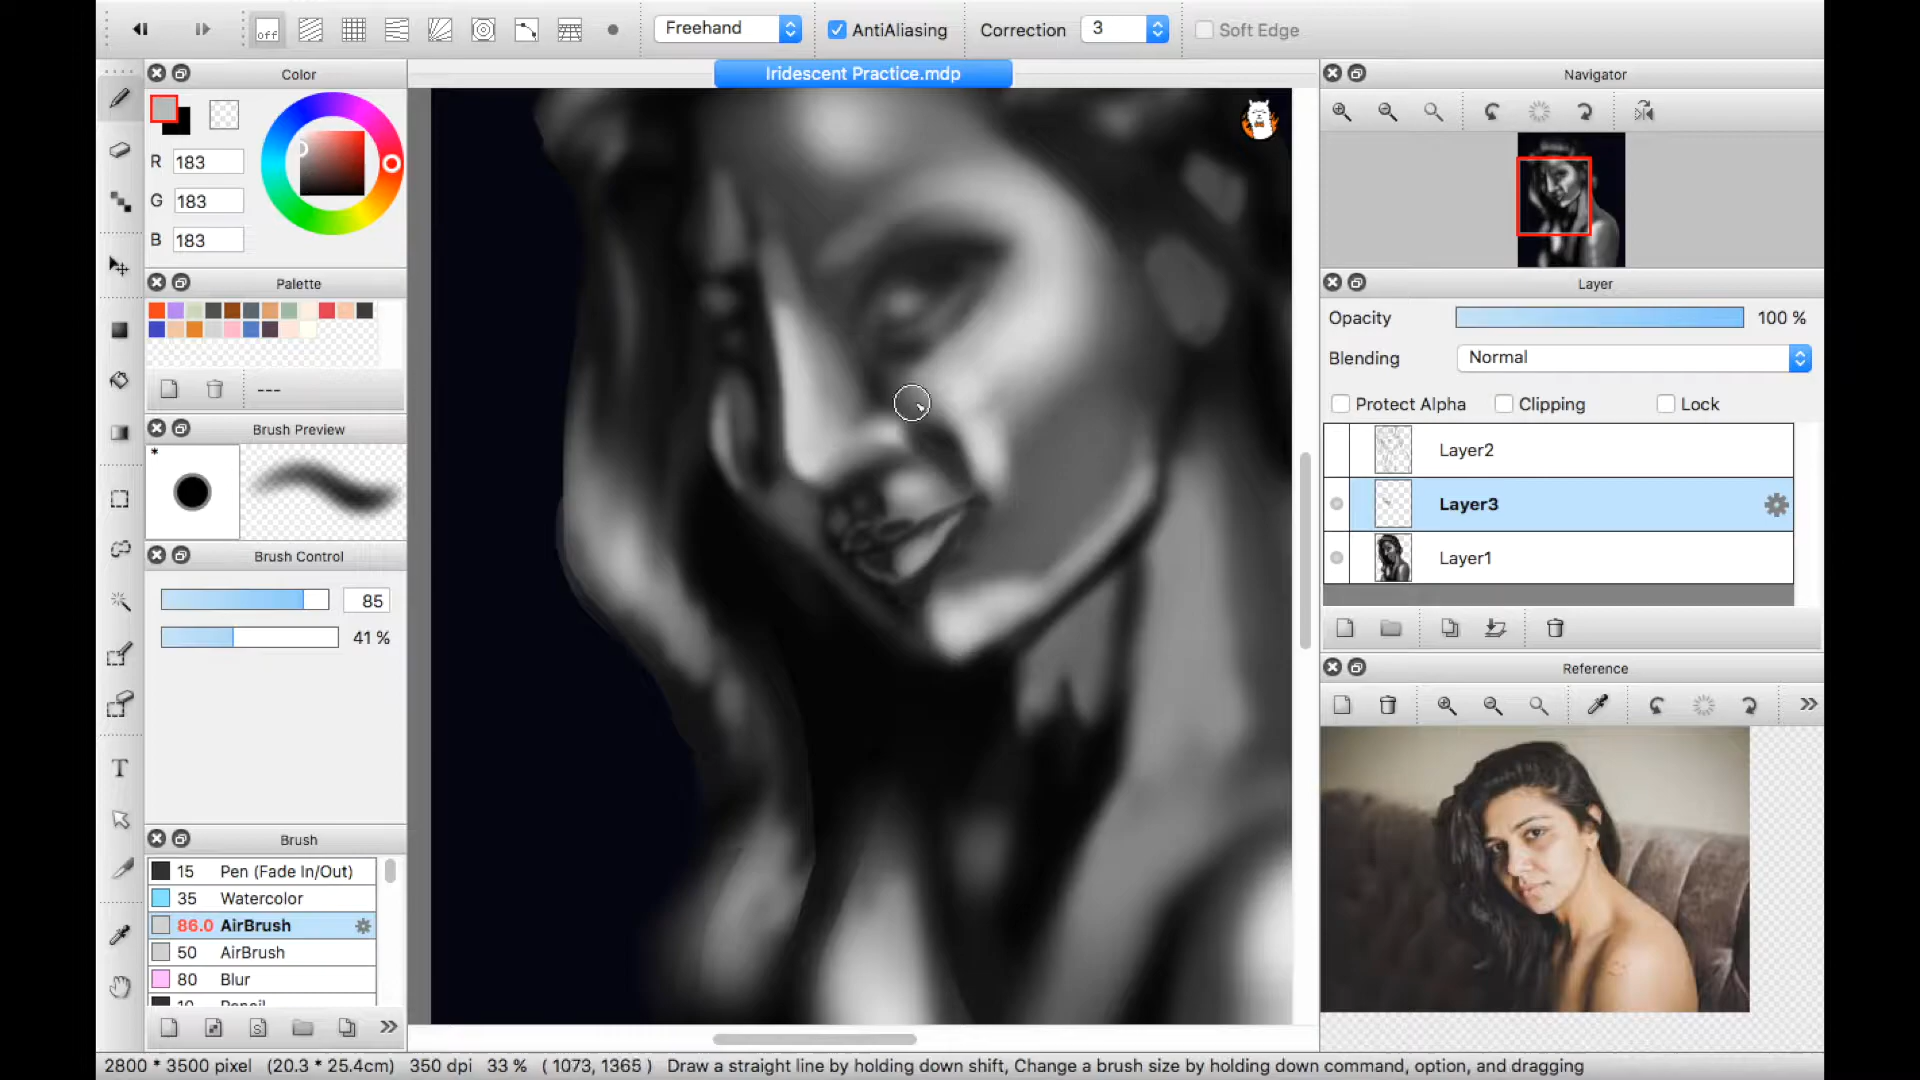 off
Freehand
AntiAliasing
Correction
3
Soft Edge
Color
Iridescent Practice.mdp
Navigator
R 183
G 183
B 183
Palette
---
Layer
Opacity 100 %
Blending Normal
Protect Alpha Clipping Lock
Layer2
Layer3
Layer1
Brush Preview
*
Brush Control
85
41 %
Reference
Brush
15 Pen (Fade In/Out)
35 Watercolor
86.0 AirBrush
50 AirBrush
80 Blur
10 Pencil
T
S
2800 * 3500 pixel (20.3 * 25.4cm) 350 dpi 33 % ( 1073, 1365 ) Draw a straight line by holding down shift, Change a brush size by holding down command, option, and dragging